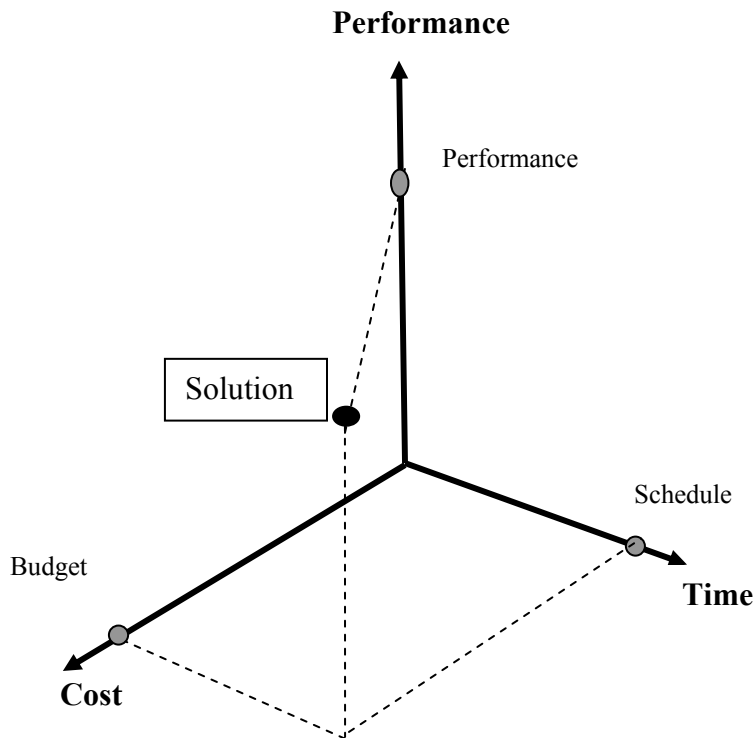 Performance
Performance
Solution
Schedule
Budget
Time
Cost